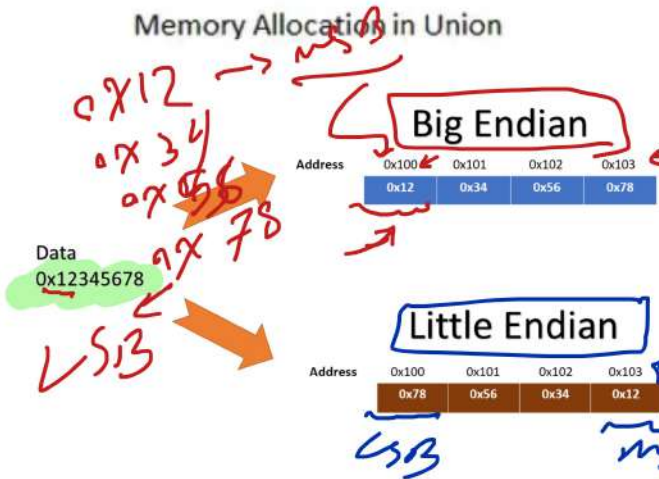 Memory Allocation in Union
0x12 → MSB
0x34
0x56
0x78
LSB
Data
0x12345678
Big Endian
Address 0x100 0x101 0x102 0x103
0x12 0x34 0x56 0x78
Little Endian
Address 0x100 0x101 0x102 0x103
0x78 0x56 0x34 0x12
LSB